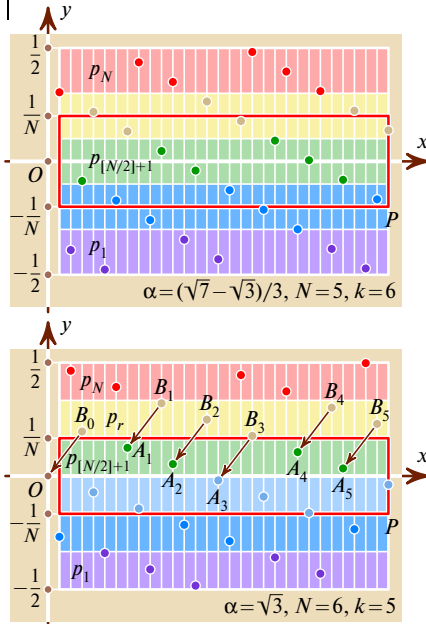 y
1/2
p_N
1/N
x
p_{[N/2]+1}
O
−1/N
P
p_1
−1/2
α=(√7−√3)/3, N=5, k=6
y
1/2
p_N
B_1
B_4
B_0
p_r
B_2
B_5
B_3
1/N
A_1
x
p_{[N/2]+1}
A_2
A_4
A_5
O
A_3
−1/N
P
p_1
−1/2
α=√3, N=6, k=5